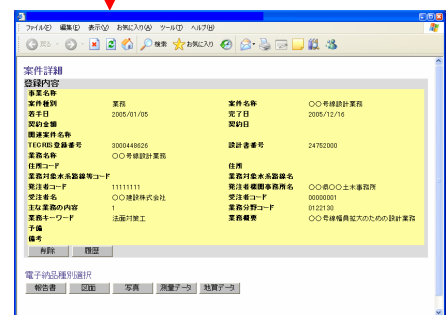 ファイル(F) 編集(E) 表示(V) お気に入り(A) ツール(T) ヘルプ(H)
戻る 検索 お気に入り
案件詳細
登録内容
事業名称
案件種別 業務 案件名称 〇〇号線設計業務
着手日 2005/01/05 完了日 2005/12/16
契約金額 契約日
関連案件名称
TECRIS登録番号 3000448626 設計書番号 24752000
業務名称 〇〇号線設計業務
住所コード 住所
業務対象水系路線等コード 業務対象水系路線名
発注者コード 11111111 発注者機関事務所名 〇〇県〇〇土木事務所
受注者名 〇〇建設株式会社 受注者コード 00000001
主な業務の内容 1 業務分野コード 0122130
業務キーワード 法面対策工 業務概要 〇〇号線幅員拡大のための設計業務
予備
備考
削除 履歴
電子納品種別選択
報告書 図面 写真 測量データ 地質データ